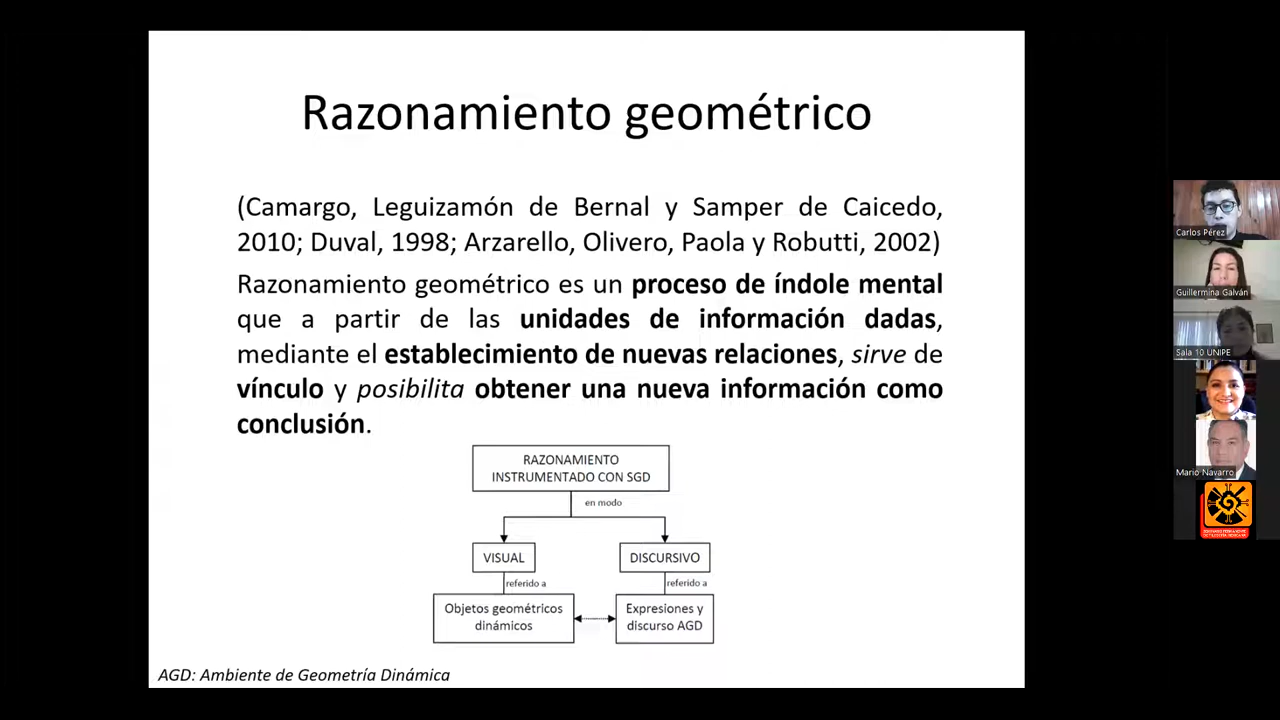 Razonamiento geométrico
(Camargo, Leguizamón de Bernal y Samper de Caicedo,
2010; Duval, 1998; Arzarello, Olivero, Paola y Robutti, 2002)
Razonamiento geométrico es un proceso de índole mental
que a partir de las unidades de información dadas,
mediante el establecimiento de nuevas relaciones, sirve de
vínculo y posibilita obtener una nueva información como
conclusión.
RAZONAMIENTO
INSTRUMENTADO CON SGD
en modo
VISUAL
DISCURSIVO
referido a
referido a
Objetos geométricos
dinámicos
Expresiones y
discurso AGD
AGD: Ambiente de Geometría Dinámica
Carlos Pérez
Guillermina Galván
Sala 10 UNIPE
Mario Navarro